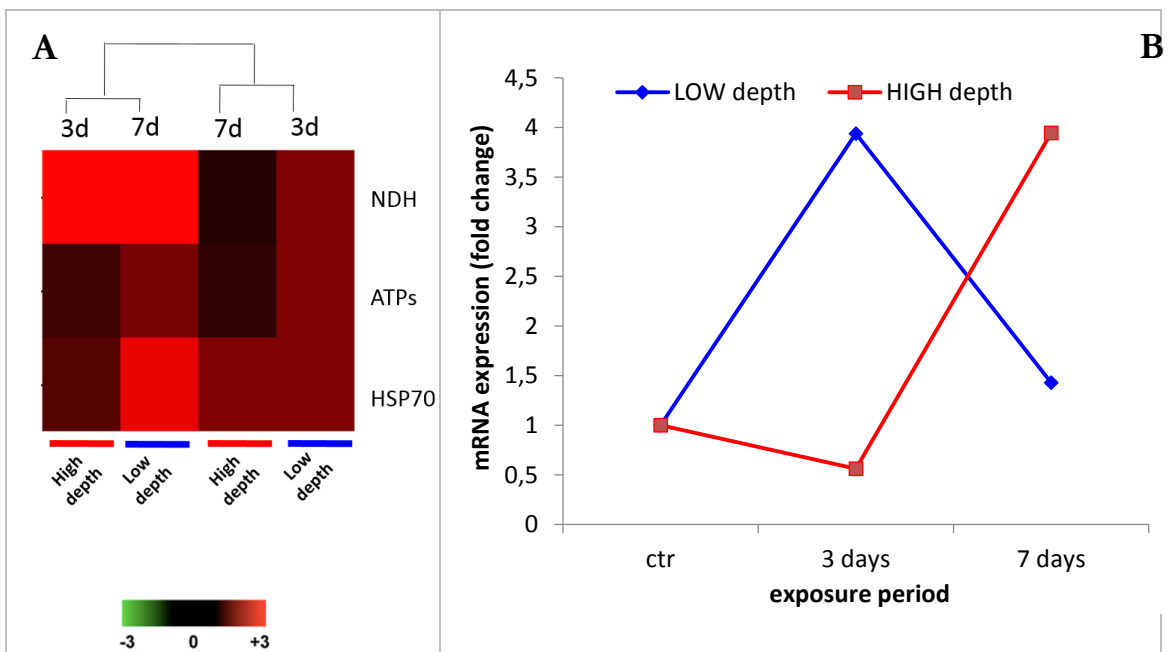 A
3d 7d 7d 3d
NDH
ATPs
HSP70
High depth
Low depth
High depth
Low depth
-3 0 +3
B
LOW depth HIGH depth
mRNA expression (fold change)
4,5
4
3,5
3
2,5
2
1,5
1
0,5
0
ctr 3 days 7 days
exposure period